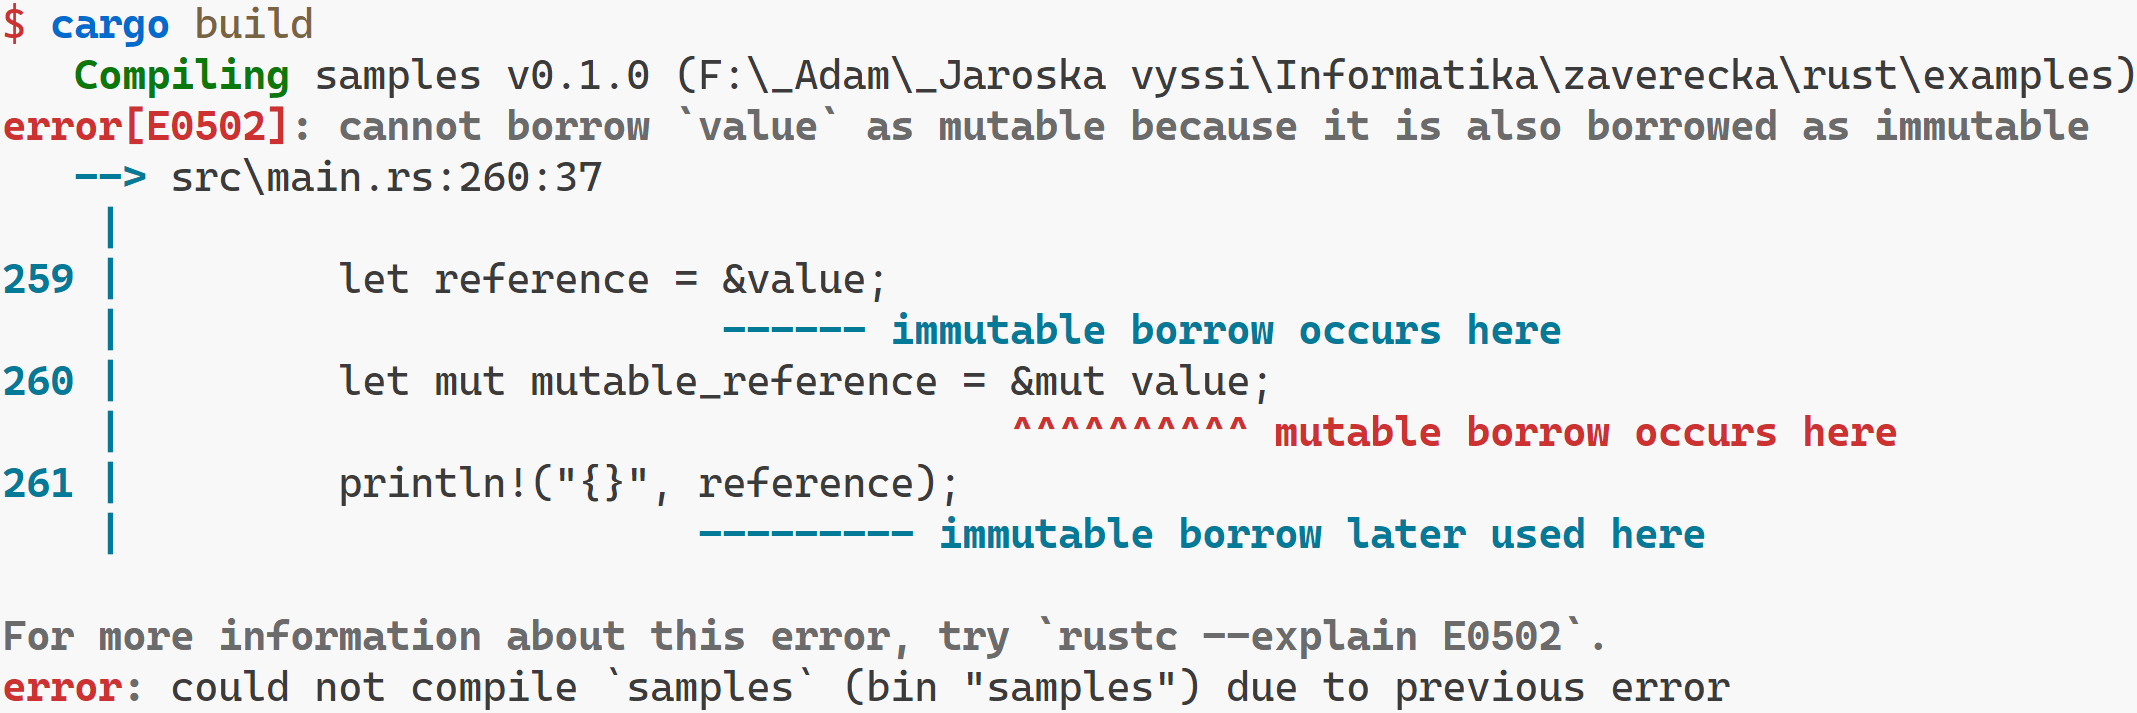 $ cargo build
   Compiling samples v0.1.0 (F:\_Adam\_Jaroska vyssi\Informatika\zaverecka\rust\examples)
error[E0502]: cannot borrow `value` as mutable because it is also borrowed as immutable
   --> src\main.rs:260:37
    |
259 |         let reference = &value;
    |                         ------ immutable borrow occurs here
260 |         let mut mutable_reference = &mut value;
    |                                     ^^^^^^^^^^ mutable borrow occurs here
261 |         println!("{}", reference);
    |                        --------- immutable borrow later used here

For more information about this error, try `rustc --explain E0502`.
error: could not compile `samples` (bin "samples") due to previous error